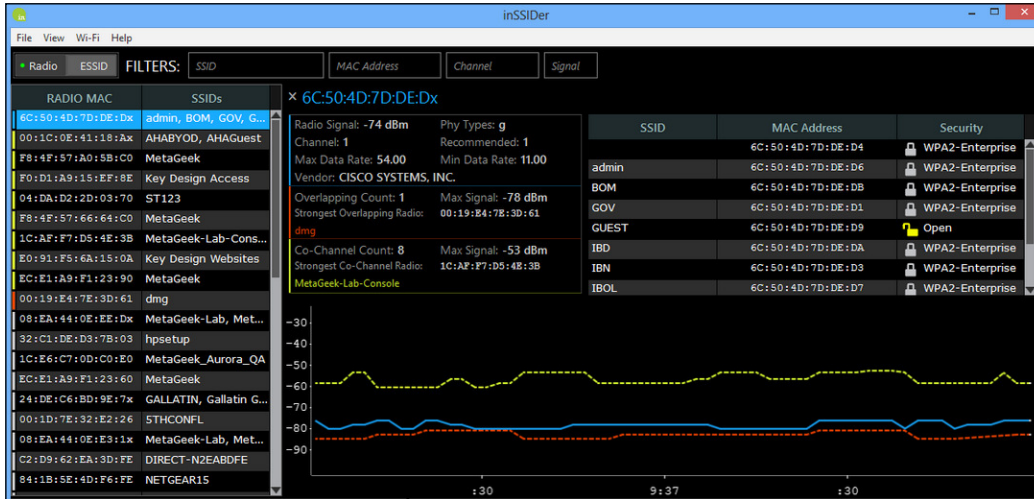 in
inSSIDer
File View Wi-Fi Help
Radio ESSID FILTERS: SSID MAC Address Channel Signal
RADIO MAC SSIDs
6C:50:4D:7D:DE:Dx admin, BOM, GOV, G...
00:1C:0E:41:18:Ax AHABYOD, AHAGuest
F8:4F:57:A0:5B:C0 MetaGeek
F0:D1:A9:15:EF:8E Key Design Access
04:DA:D2:2D:03:70 ST123
F8:4F:57:66:64:C0 MetaGeek
1C:AF:F7:D5:4E:3B MetaGeek-Lab-Cons...
E0:91:F5:6A:15:0A Key Design Websites
EC:E1:A9:F1:23:90 MetaGeek
00:19:E4:7E:3D:61 dmg
08:EA:44:0E:EE:Dx MetaGeek-Lab, Met...
32:C1:DE:D3:7B:03 hpsetup
1C:E6:C7:0D:C0:E0 MetaGeek_Aurora_QA
EC:E1:A9:F1:23:60 MetaGeek
24:DE:C6:BD:9E:7x GALLATIN, Gallatin G...
00:1D:7E:32:E2:26 5THCONFL
08:EA:44:0E:E3:1x MetaGeek-Lab, Met...
C2:D9:62:EA:3D:FE DIRECT-N2EABDFE
84:1B:5E:4D:F6:FE NETGEAR15
× 6C:50:4D:7D:DE:Dx
Radio Signal: -74 dBm Phy Types: g
Channel: 1 Recommended: 1
Max Data Rate: 54.00 Min Data Rate: 11.00
Vendor: CISCO SYSTEMS, INC.
Overlapping Count: 1 Max Signal: -78 dBm
Strongest Overlapping Radio: 00:19:E4:7E:3D:61
dmg
Co-Channel Count: 8 Max Signal: -53 dBm
Strongest Co-Channel Radio: 1C:AF:F7:D5:4E:3B
MetaGeek-Lab-Console
SSID MAC Address Security
6C:50:4D:7D:DE:D4 WPA2-Enterprise
admin 6C:50:4D:7D:DE:D6 WPA2-Enterprise
BOM 6C:50:4D:7D:DE:DB WPA2-Enterprise
GOV 6C:50:4D:7D:DE:D1 WPA2-Enterprise
GUEST 6C:50:4D:7D:DE:D9 Open
IBD 6C:50:4D:7D:DE:DA WPA2-Enterprise
IBN 6C:50:4D:7D:DE:D3 WPA2-Enterprise
IBOL 6C:50:4D:7D:DE:D7 WPA2-Enterprise
-30
-40
-50
-60
-70
-80
-90
:30 9:37 :30